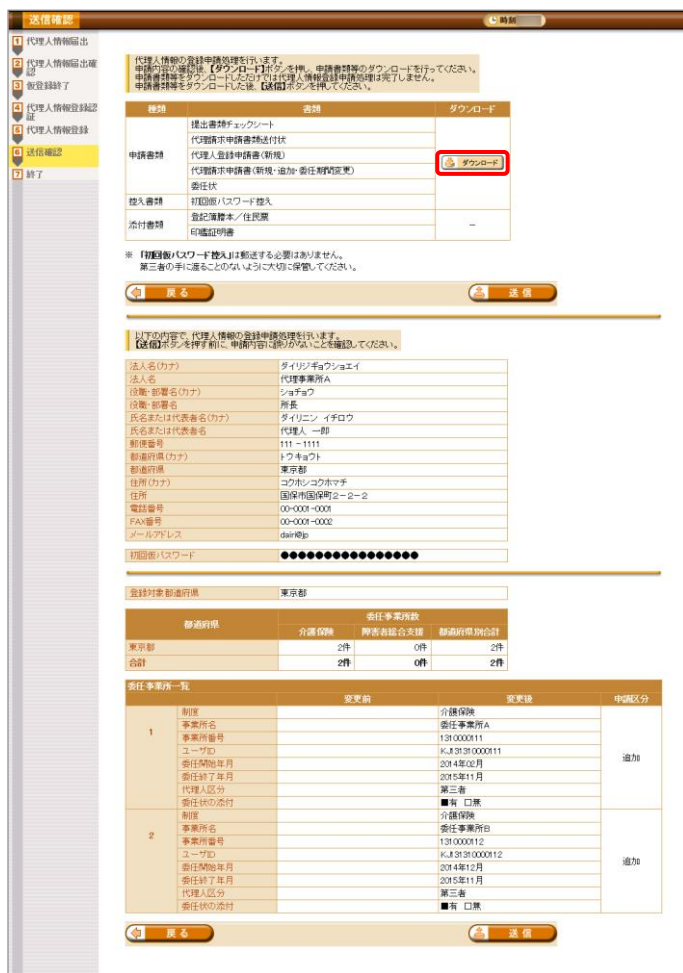 送信確認
時刻
1 代理人情報届出
2 代理人情報届出確認
3 仮登録終了
4 代理人情報登録認証
5 代理人情報登録
6 送信確認
7 終了
代理人情報の登録申請処理を行います。
申請内容の確認後、【ダウンロード】ボタンを押し、申請書類等のダウンロードを行ってください。
申請書類等をダウンロードしただけでは代理人情報登録申請処理は完了しません。
申請書類等をダウンロードした後、【送信】ボタンを押してください。
種類 書類 ダウンロード
申請書類
提出書類チェックシート
代理請求申請書類送付状
代理人登録申請書(新規)
代理請求申請書(新規・追加・委任期間変更)
委任状
ダウンロード
控え書類 初回仮パスワード控え
添付書類
登記簿謄本/住民票
印鑑証明書
－
※ 「初回仮パスワード控え」は郵送する必要はありません。
第三者の手に渡ることのないように大切に保管してください。
戻る 送信
以下の内容で、代理人情報の登録申請処理を行います。
【送信】ボタンを押す前に、申請内容に誤りがないことを確認してください。
法人名(カナ) ダイリジギョウショエイ
法人名 代理事業所A
役職・部署名(カナ) ショチョウ
役職・部署名 所長
氏名または代表者名(カナ) ダイリニン イチロウ
氏名または代表者名 代理人 一郎
郵便番号 111 - 1111
都道府県(カナ) トウキョウト
都道府県 東京都
住所(カナ) コクホシコクホマチ
住所 国保市国保町2-2-2
電話番号 00-0001-0001
FAX番号 00-0001-0002
メールアドレス dairi@jp
初回仮パスワード ●●●●●●●●●●●●●●●●
登録対象都道府県 東京都
都道府県 委任事業所数
介護保険 障害者総合支援 都道府県別合計
東京都 2件 0件 2件
合計 2件 0件 2件
委任事業所一覧
変更前 変更後 申請区分
1
制度 介護保険
事業所名 委任事業所A
事業所番号 1310000111
ユーザID KJ131310000111
委任開始年月 2014年02月
委任終了年月 2015年11月
代理人区分 第三者
委任状の添付 ■有 □無
追加
2
制度 介護保険
事業所名 委任事業所B
事業所番号 1310000112
ユーザID KJ131310000112
委任開始年月 2014年12月
委任終了年月 2015年11月
代理人区分 第三者
委任状の添付 ■有 □無
追加
戻る 送信